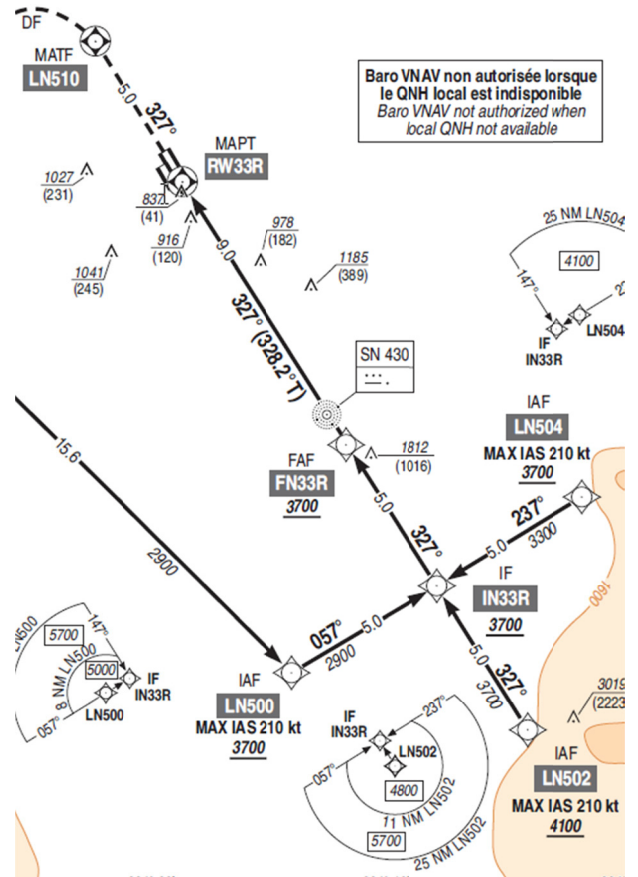 DF
MATF
LN510
5.0
327°
Baro VNAV non autorisée lorsque
le QNH local est indisponible
Baro VNAV not authorized when
local QNH not available
MAPT
RW33R
1027
(231)
837
(41)
916
(120)
978
(182)
1041
(245)
1185
(389)
9.0
327° (328.2°T)
25 NM LN504
4100
147°
LN504
IF
IN33R
SN 430
IAF
LN504
MAX IAS 210 kt
3700
FAF
FN33R
3700
1812
(1016)
15.6
2900
5.0
327°
237°
5.0
3300
1600
IF
IN33R
3700
057°
5.0
2900
5.0
327°
3700
LN500
5700
147°
8 NM LN500
5000
IF
IN33R
LN500
057°
IAF
LN500
MAX IAS 210 kt
3700
IF
IN33R
237°
LN502
057°
4800
11 NM LN502
5700
25 NM LN502
3019
(2223
IAF
LN502
MAX IAS 210 kt
4100